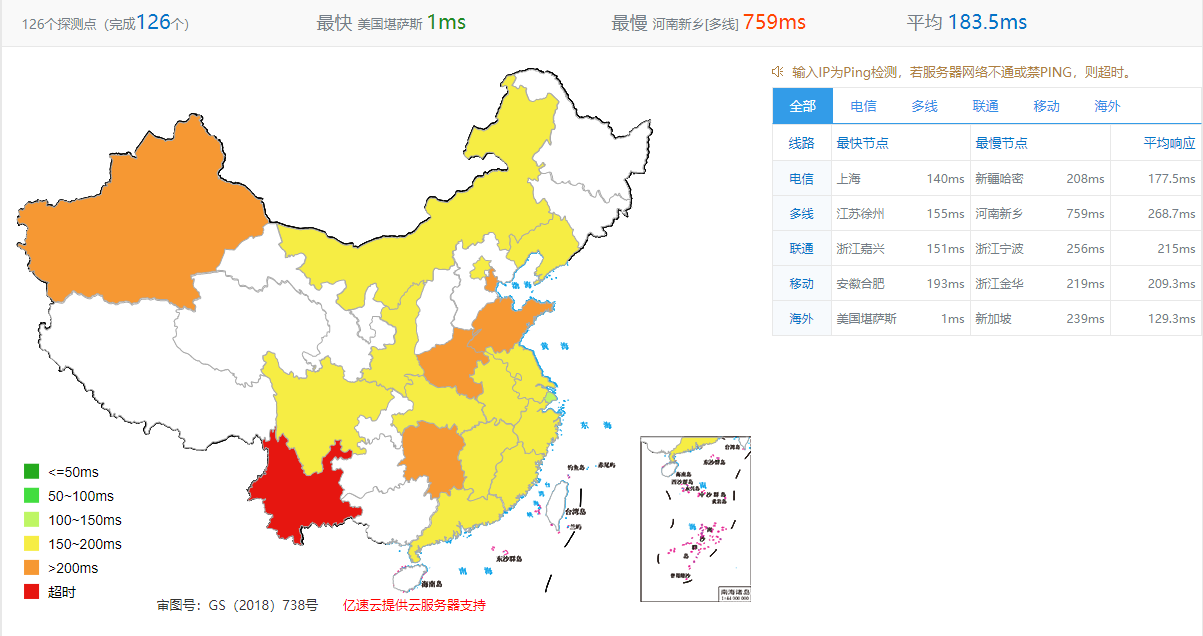 126个探测点（完成126个）
最快 美国堪萨斯 1ms
最慢 河南新乡[多线] 759ms
平均 183.5ms
输入IP为Ping检测，若服务器网络不通或禁PING，则超时。
全部 电信 多线 联通 移动 海外
线路 最快节点 最慢节点 平均响应
电信 上海 140ms 新疆哈密 208ms 177.5ms
多线 江苏徐州 155ms 河南新乡 759ms 268.7ms
联通 浙江嘉兴 151ms 浙江宁波 256ms 215ms
移动 安徽合肥 193ms 浙江金华 219ms 209.3ms
海外 美国堪萨斯 1ms 新加坡 239ms 129.3ms
渤海
黄海
东海
钓鱼岛
赤尾屿
台湾岛
兰屿
东沙群岛
南海
海南岛
台湾岛
东沙群岛
海南岛
西沙群岛
黄岩岛
曾母暗沙
南海诸岛
<=50ms
50~100ms
100~150ms
150~200ms
>200ms
超时
审图号：GS（2018）738号
亿速云提供云服务器支持